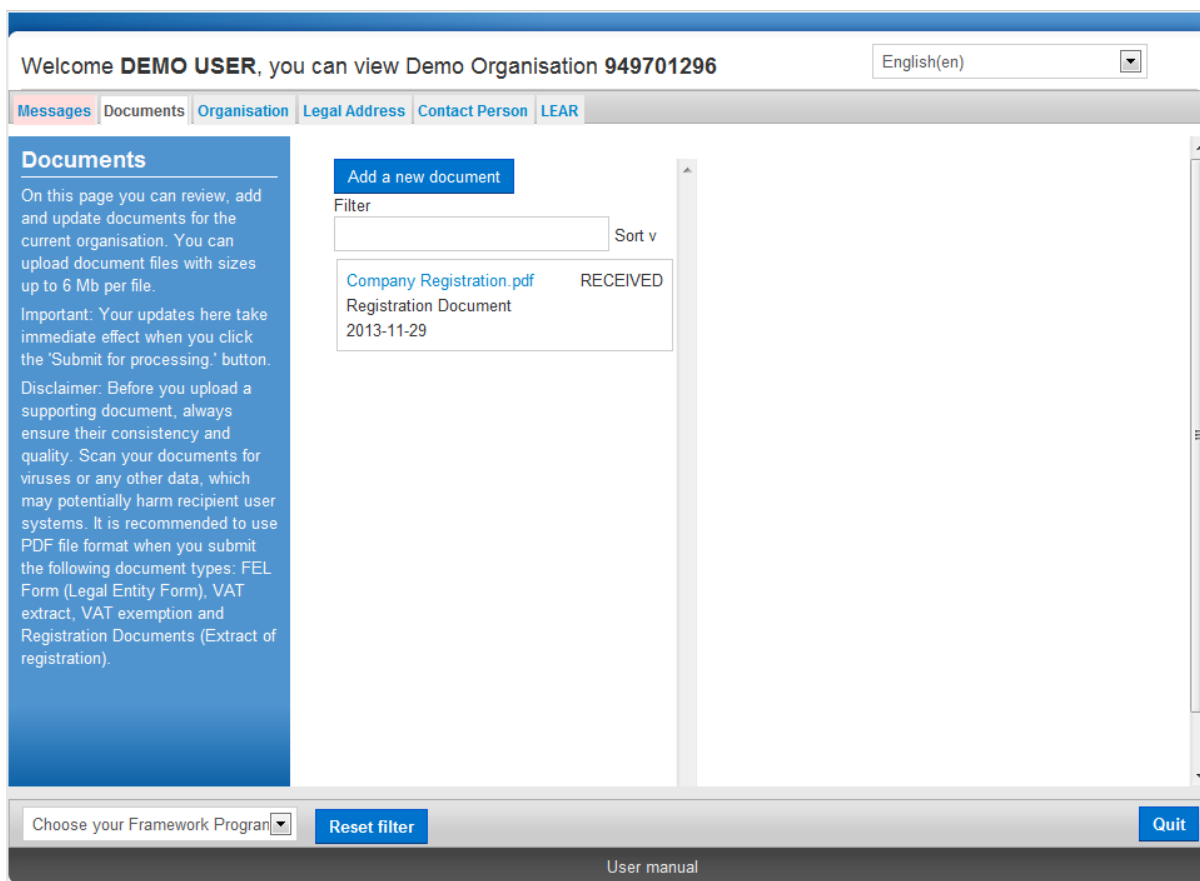 Welcome DEMO USER, you can view Demo Organisation 949701296
English(en)
Messages Documents Organisation Legal Address Contact Person LEAR
Documents
On this page you can review, add
and update documents for the
current organisation. You can
upload document files with sizes
up to 6 Mb per file.
Important: Your updates here take
immediate effect when you click
the 'Submit for processing.' button.
Disclaimer: Before you upload a
supporting document, always
ensure their consistency and
quality. Scan your documents for
viruses or any other data, which
may potentially harm recipient user
systems. It is recommended to use
PDF file format when you submit
the following document types: FEL
Form (Legal Entity Form), VAT
extract, VAT exemption and
Registration Documents (Extract of
registration).
Add a new document
Filter
Sort v
Company Registration.pdf RECEIVED
Registration Document
2013-11-29
Choose your Framework Progran
Reset filter
Quit
User manual